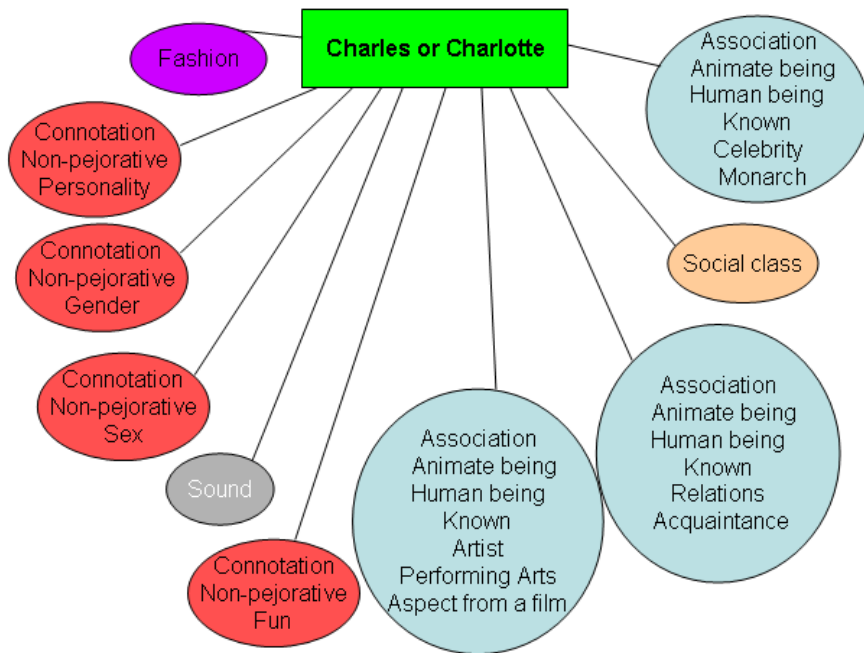 Charles or Charlotte
Fashion
Association
Animate being
Human being
Known
Celebrity
Monarch
Connotation
Non-pejorative
Personality
Connotation
Non-pejorative
Gender
Social class
Connotation
Non-pejorative
Sex
Association
Animate being
Human being
Known
Relations
Acquaintance
Sound
Association
Animate being
Human being
Known
Artist
Performing Arts
Aspect from a film
Connotation
Non-pejorative
Fun